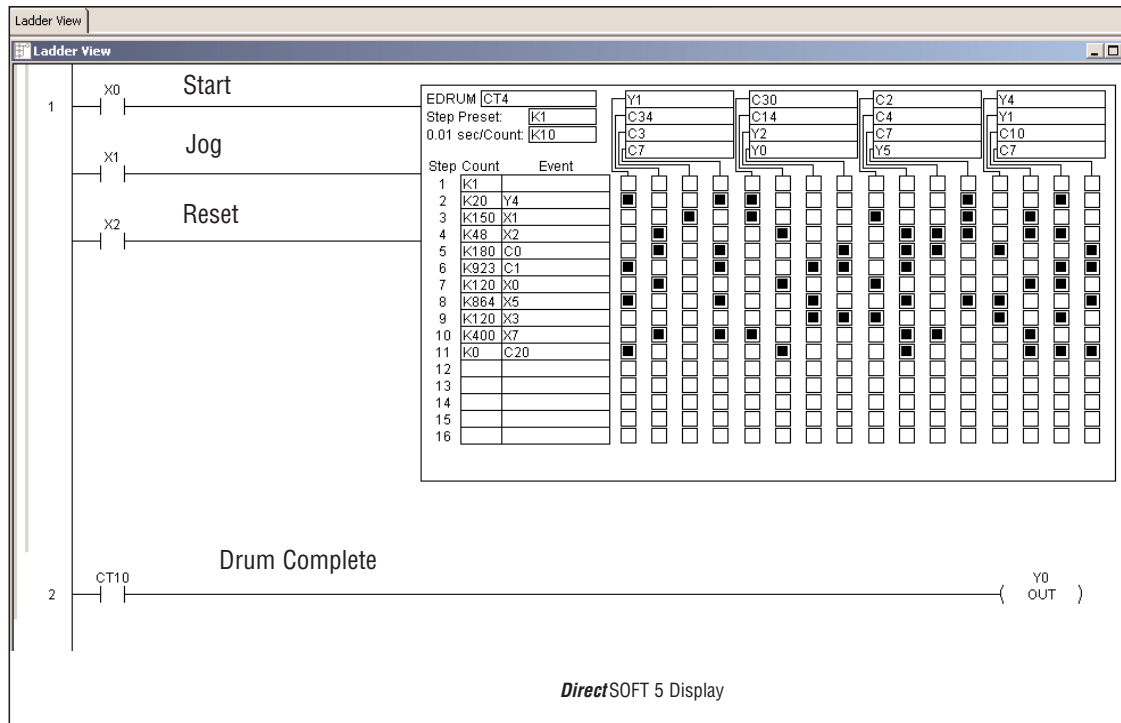 Ladder View
Ladder View
1
X0
Start
X1
Jog
X2
Reset
EDRUM CT4
Step Preset: K1
0.01 sec/Count: K10
Y1
C34
C3
C7
C30
C14
Y2
Y0
C2
C4
C7
Y5
Y4
Y1
C10
C7
Step Count Event
1 K1
2 K20 Y4
3 K150 X1
4 K48 X2
5 K180 C0
6 K923 C1
7 K120 X0
8 K864 X5
9 K120 X3
10 K400 X7
11 K0 C20
12
13
14
15
16
Drum Complete
2
CT10
Y0
( OUT )
DirectSOFT 5 Display